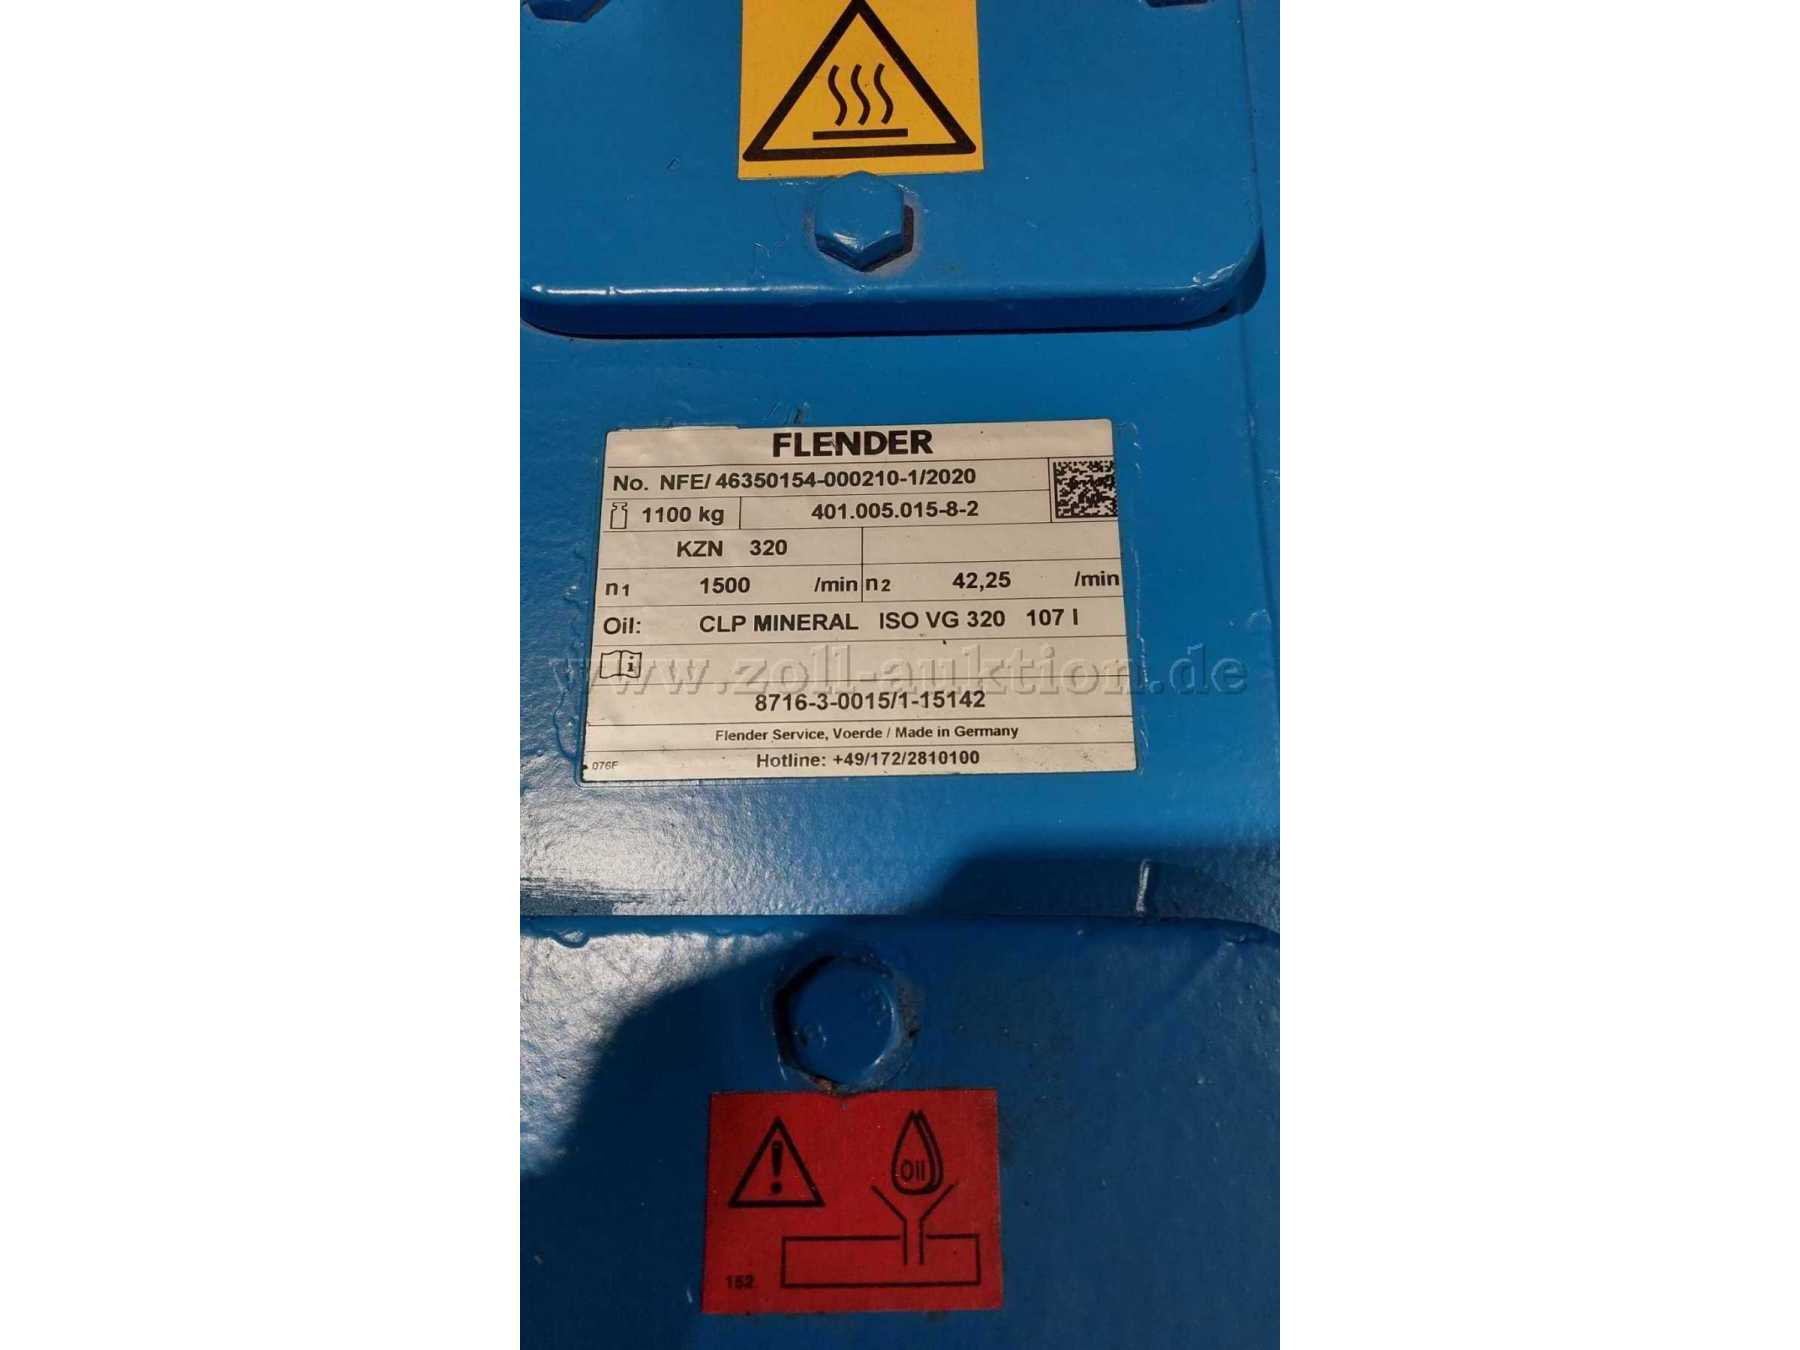 FLENDER
No. NFE/ 46350154-000210-1/2020
1100 kg 401.005.015-8-2
KZN 320
n1 1500 /min n2 42,25 /min
Oil: CLP MINERAL ISO VG 320 107 l
i
www.zoll-auktion.de
8716-3-0015/1-15142
Flender Service, Voerde / Made in Germany
076F Hotline: +49/172/2810100
!
Oil
152